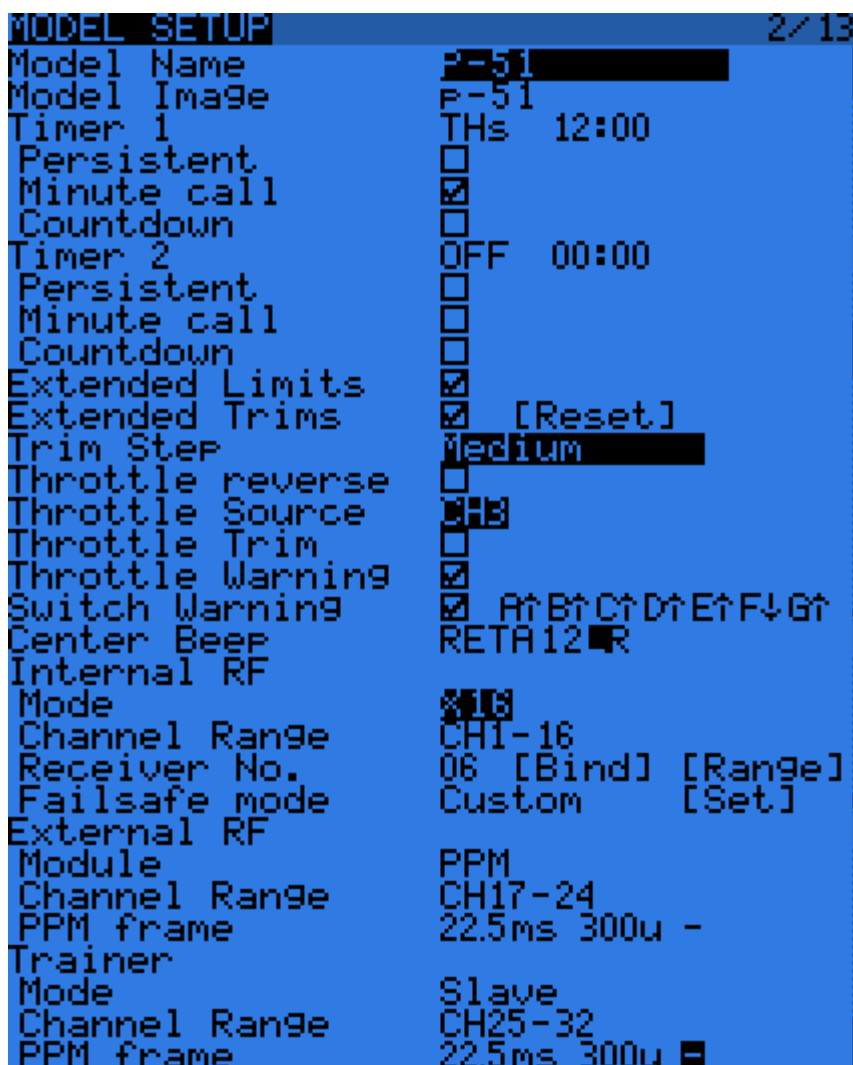 MODEL SETUP 2/13
Model Name P-51
Model Image P-51
Timer 1 THs 12:00
Persistent
Minute call
Countdown
Timer 2 OFF 00:00
Persistent
Minute call
Countdown
Extended Limits
Extended Trims [Reset]
Trim Step Medium
Throttle reverse
Throttle Source CH3
Throttle Trim
Throttle Warning
Switch Warning A↑B↑C↑D↑E↑F↓G↑
Center Beep RETA12 R
Internal RF
Mode X16
Channel Range CH1-16
Receiver No. 06 [Bind] [Range]
Failsafe mode Custom [Set]
External RF
Module PPM
Channel Range CH17-24
PPM frame 22.5ms 300u -
Trainer
Mode Slave
Channel Range CH25-32
PPM frame 22.5ms 300u -